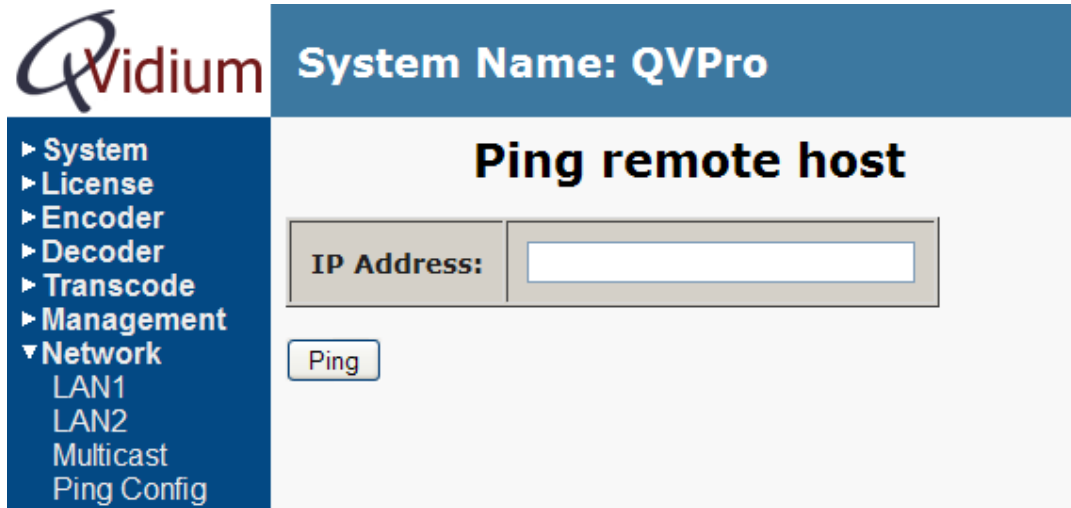 QVidium
System Name: QVPro
System
License
Encoder
Decoder
Transcode
Management
Network
LAN1
LAN2
Multicast
Ping Config
Ping remote host
IP Address:
Ping